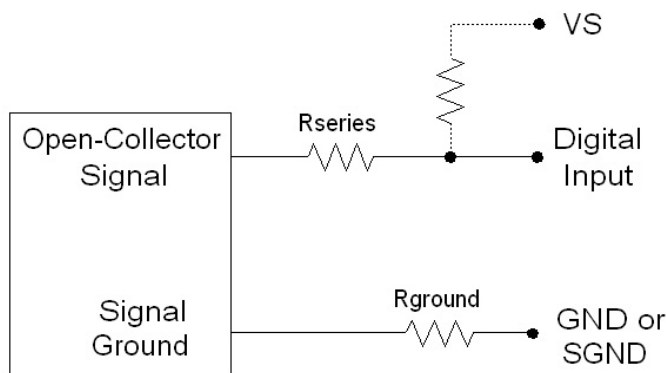 VS
Open-Collector
Signal
Rseries
Digital
Input
Signal
Ground
Rground
GND or
SGND